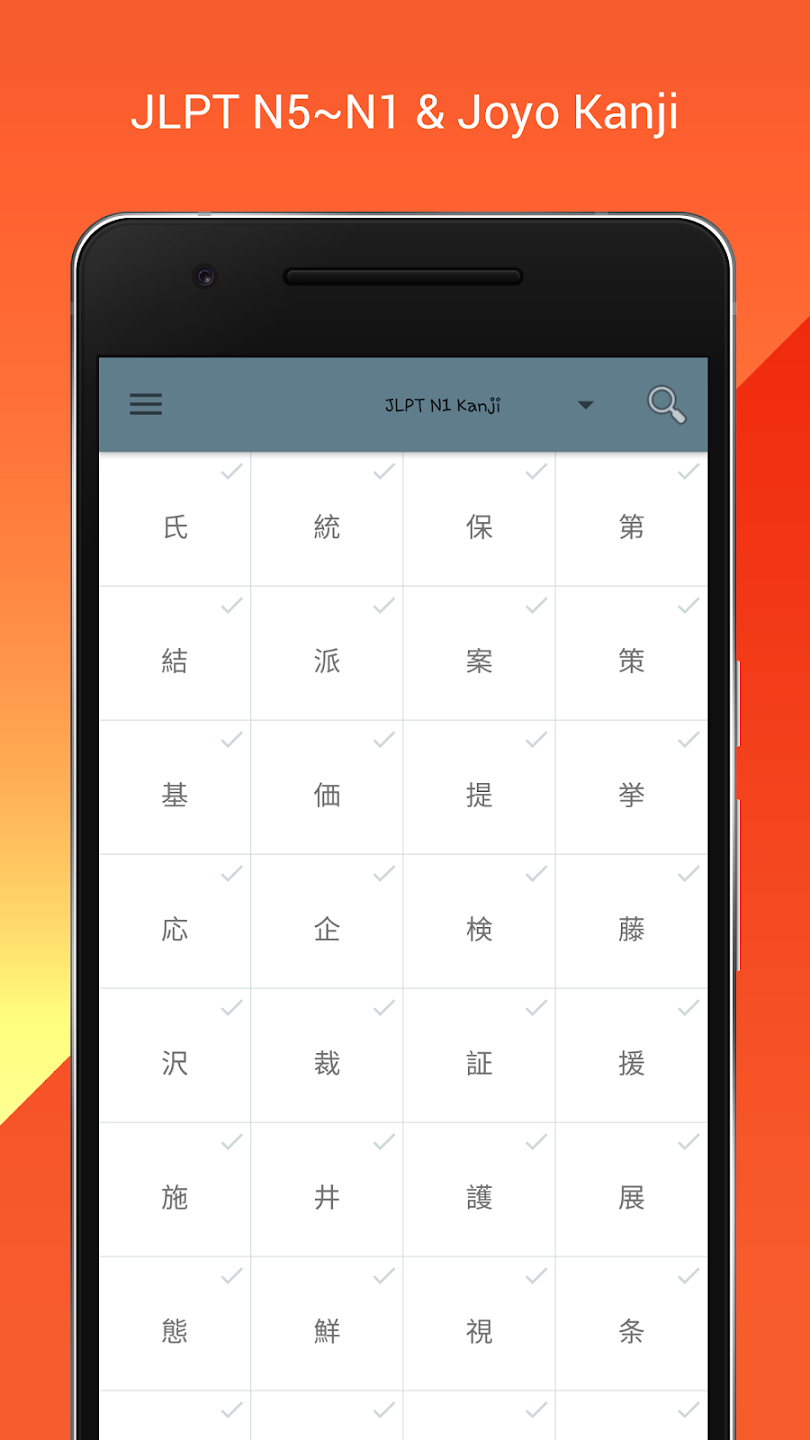 JLPT N5~N1 & Joyo Kanji
JLPT N1 Kanji
氏 統 保 第
結 派 案 策
基 価 提 挙
応 企 検 藤
沢 裁 証 援
施 井 護 展
態 鮮 視 条